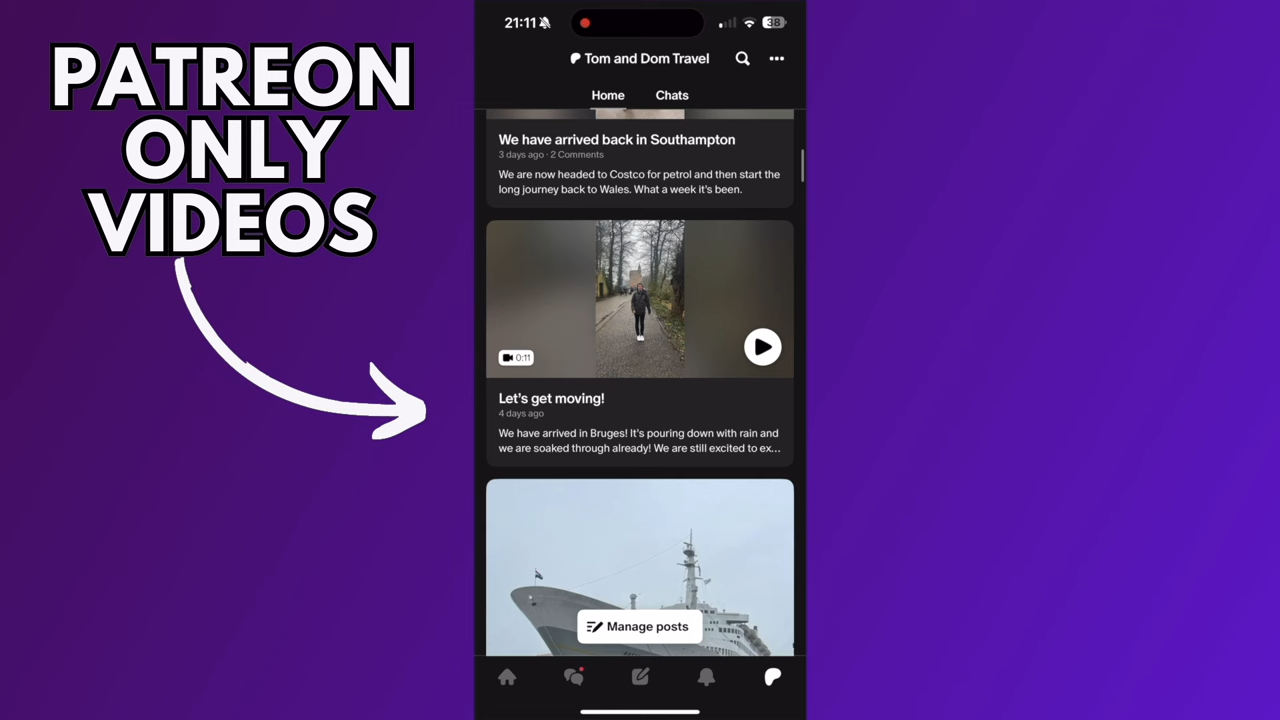 PATREON
ONLY
VIDEOS
21:11
38
Tom and Dom Travel
Home
Chats
We have arrived back in Southampton
3 days ago · 2 Comments
We are now headed to Costco for petrol and then start the
long journey back to Wales. What a week it's been.
0:11
Let's get moving!
4 days ago
We have arrived in Bruges! It's pouring down with rain and
we are soaked through already! We are still excited to ex...
Manage posts